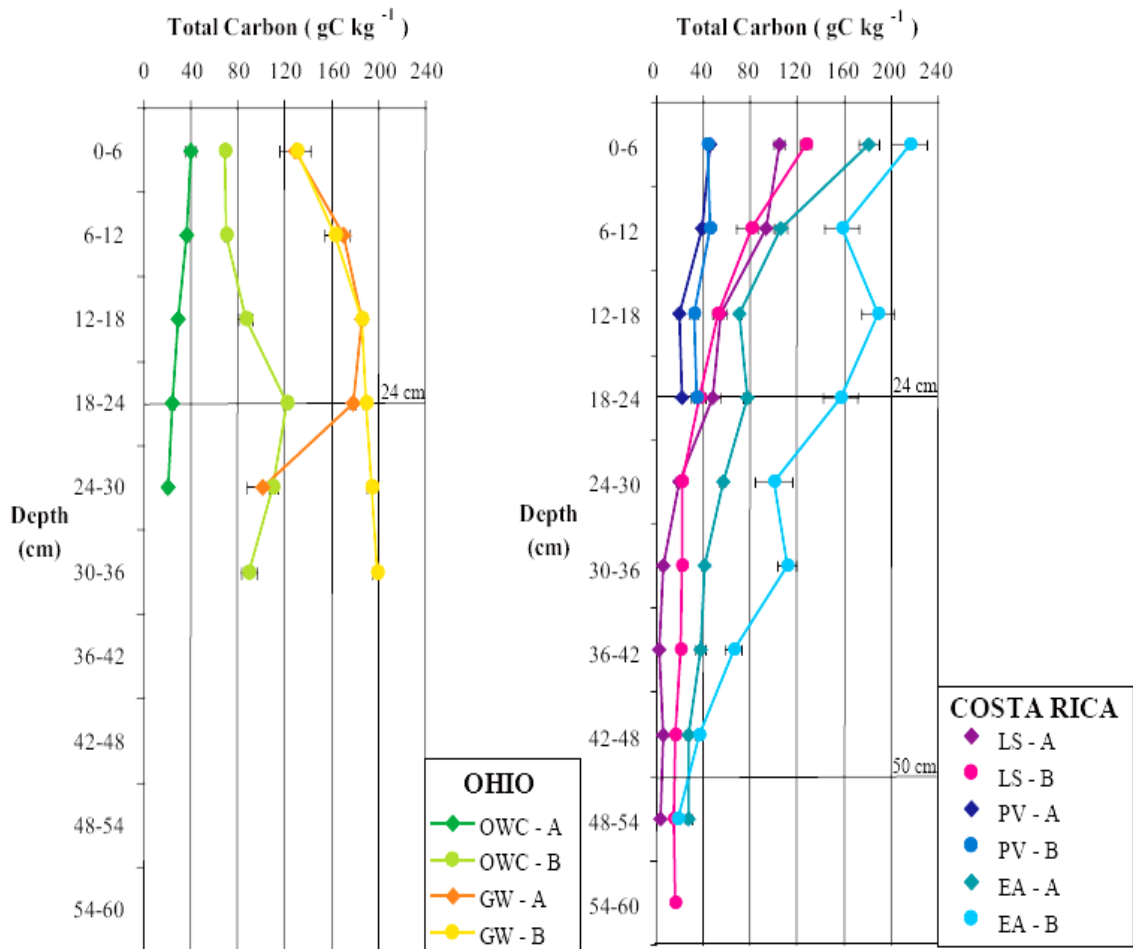 Total Carbon ( gC kg -1 )
0 40 80 120 160 200 240
0-6
6-12
12-18
18-24
24-30
30-36
36-42
42-48
48-54
54-60
Depth
(cm)
24 cm
OHIO
OWC - A
OWC - B
GW - A
GW - B
Total Carbon ( gC kg -1 )
0 40 80 120 160 200 240
0-6
6-12
12-18
18-24
24-30
30-36
36-42
42-48
48-54
54-60
Depth
(cm)
24 cm
50 cm
COSTA RICA
LS - A
LS - B
PV - A
PV - B
EA - A
EA - B